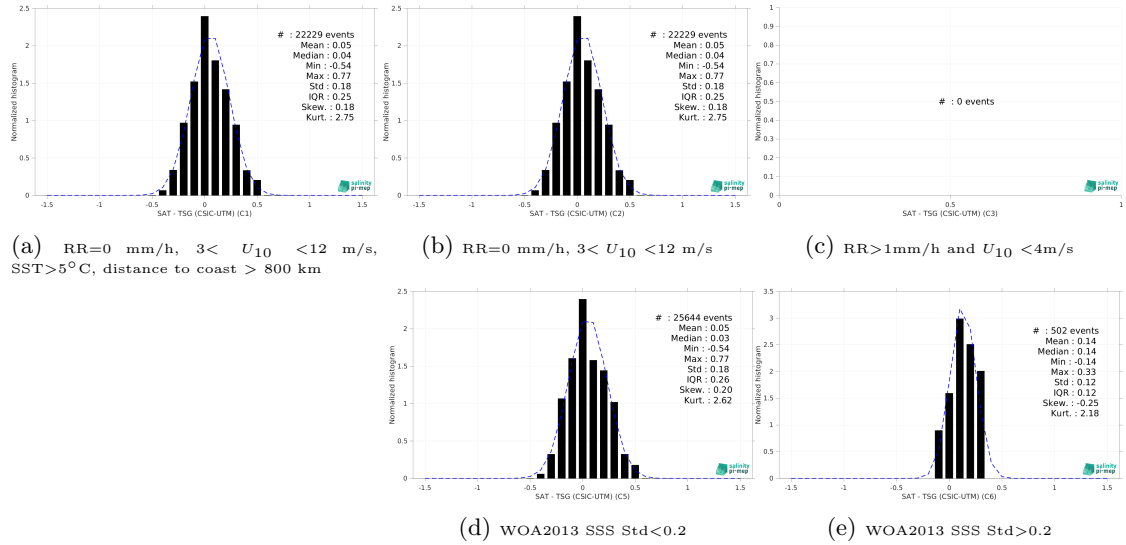 2.5
2
1.5
1
0.5
0
Normalized histogram
# : 22229 events
Mean : 0.05
Median : 0.04
Min : -0.54
Max : 0.77
Std : 0.18
IQR : 0.25
Skew. : 0.18
Kurt. : 2.75
salinity
pi-mep
-1.5 -1 -0.5 0 0.5 1 1.5
SAT - TSG (CSIC-UTM) (C1)
(a) RR=0 mm/h, 3< U10 <12 m/s,
SST>5°C, distance to coast > 800 km
2.5
2
1.5
1
0.5
0
Normalized histogram
# : 22229 events
Mean : 0.05
Median : 0.04
Min : -0.54
Max : 0.77
Std : 0.18
IQR : 0.25
Skew. : 0.18
Kurt. : 2.75
salinity
pi-mep
-1.5 -1 -0.5 0 0.5 1 1.5
SAT - TSG (CSIC-UTM) (C2)
(b) RR=0 mm/h, 3< U10 <12 m/s
1
0.9
0.8
0.7
0.6
0.5
0.4
0.3
0.2
0.1
0
Normalized histogram
# : 0 events
salinity
pi-mep
0 0.5 1
SAT - TSG (CSIC-UTM) (C3)
(c) RR>1mm/h and U10 <4m/s
2.5
2
1.5
1
0.5
0
Normalized histogram
# : 25644 events
Mean : 0.05
Median : 0.03
Min : -0.54
Max : 0.77
Std : 0.18
IQR : 0.26
Skew. : 0.20
Kurt. : 2.62
salinity
pi-mep
-1.5 -1 -0.5 0 0.5 1 1.5
SAT - TSG (CSIC-UTM) (C5)
(d) WOA2013 SSS Std<0.2
3.5
3
2.5
2
1.5
1
0.5
0
Normalized histogram
# : 502 events
Mean : 0.14
Median : 0.14
Min : -0.14
Max : 0.33
Std : 0.12
IQR : 0.12
Skew. : -0.25
Kurt. : 2.18
salinity
pi-mep
-1.5 -1 -0.5 0 0.5 1 1.5
SAT - TSG (CSIC-UTM) (C6)
(e) WOA2013 SSS Std>0.2